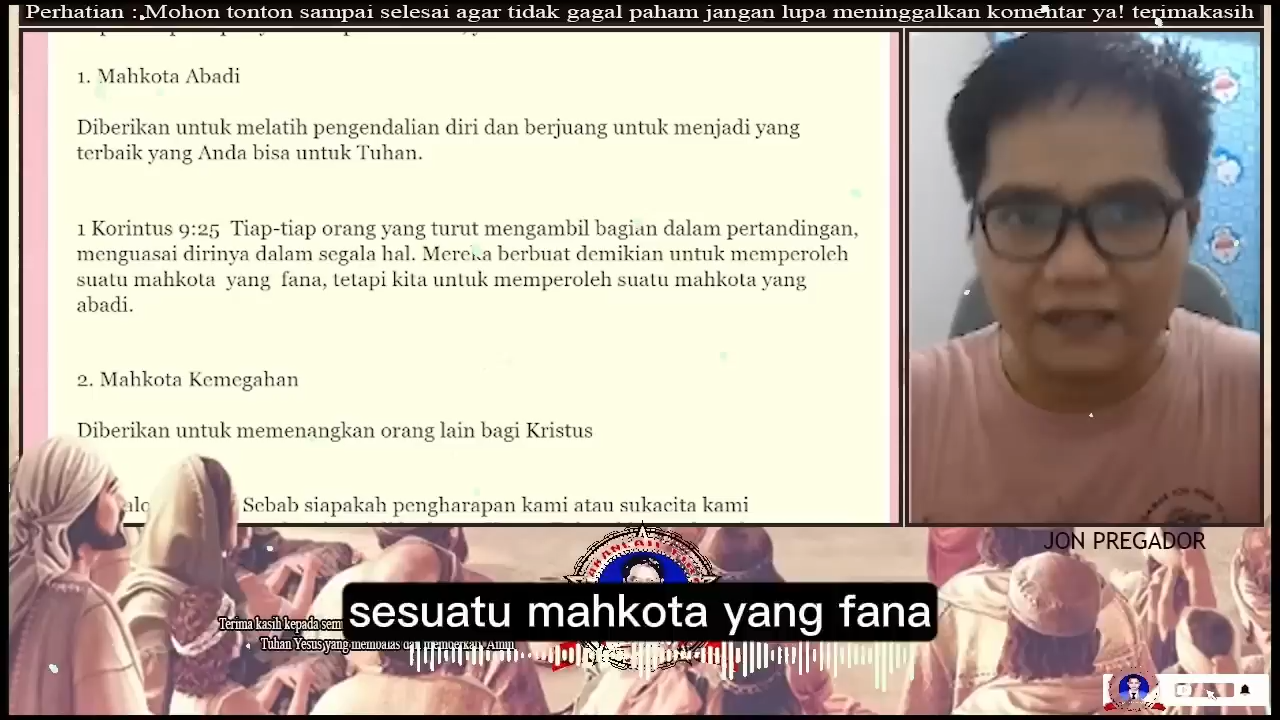 Perhatian : Mohon tonton sampai selesai agar tidak gagal paham jangan lupa meninggalkan komentar ya! terimakasih
1. Mahkota Abadi
Diberikan untuk melatih pengendalian diri dan berjuang untuk menjadi yang
terbaik yang Anda bisa untuk Tuhan.
1 Korintus 9:25 Tiap-tiap orang yang turut mengambil bagian dalam pertandingan,
menguasai dirinya dalam segala hal. Mereka berbuat demikian untuk memperoleh
suatu mahkota yang fana, tetapi kita untuk memperoleh suatu mahkota yang
abadi.
2. Mahkota Kemegahan
Diberikan untuk memenangkan orang lain bagi Kristus
Sebab siapakah pengharapan kami atau sukacita kami
JON PREGADOR
sesuatu mahkota yang fana
Terima kasih kepada
Tuhan Yesus yang membalas dan memberkati Amin